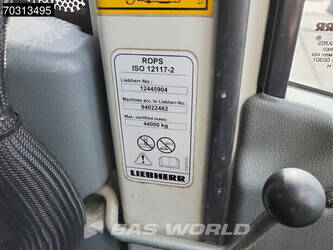 70313495
ROPS
ISO 12117-2
Liebherr-No.:
12445904
Machines acc. to Liebherr-No.:
94022462
Max. certified mass:
44000 kg
LIEBHERR
BAS WORLD